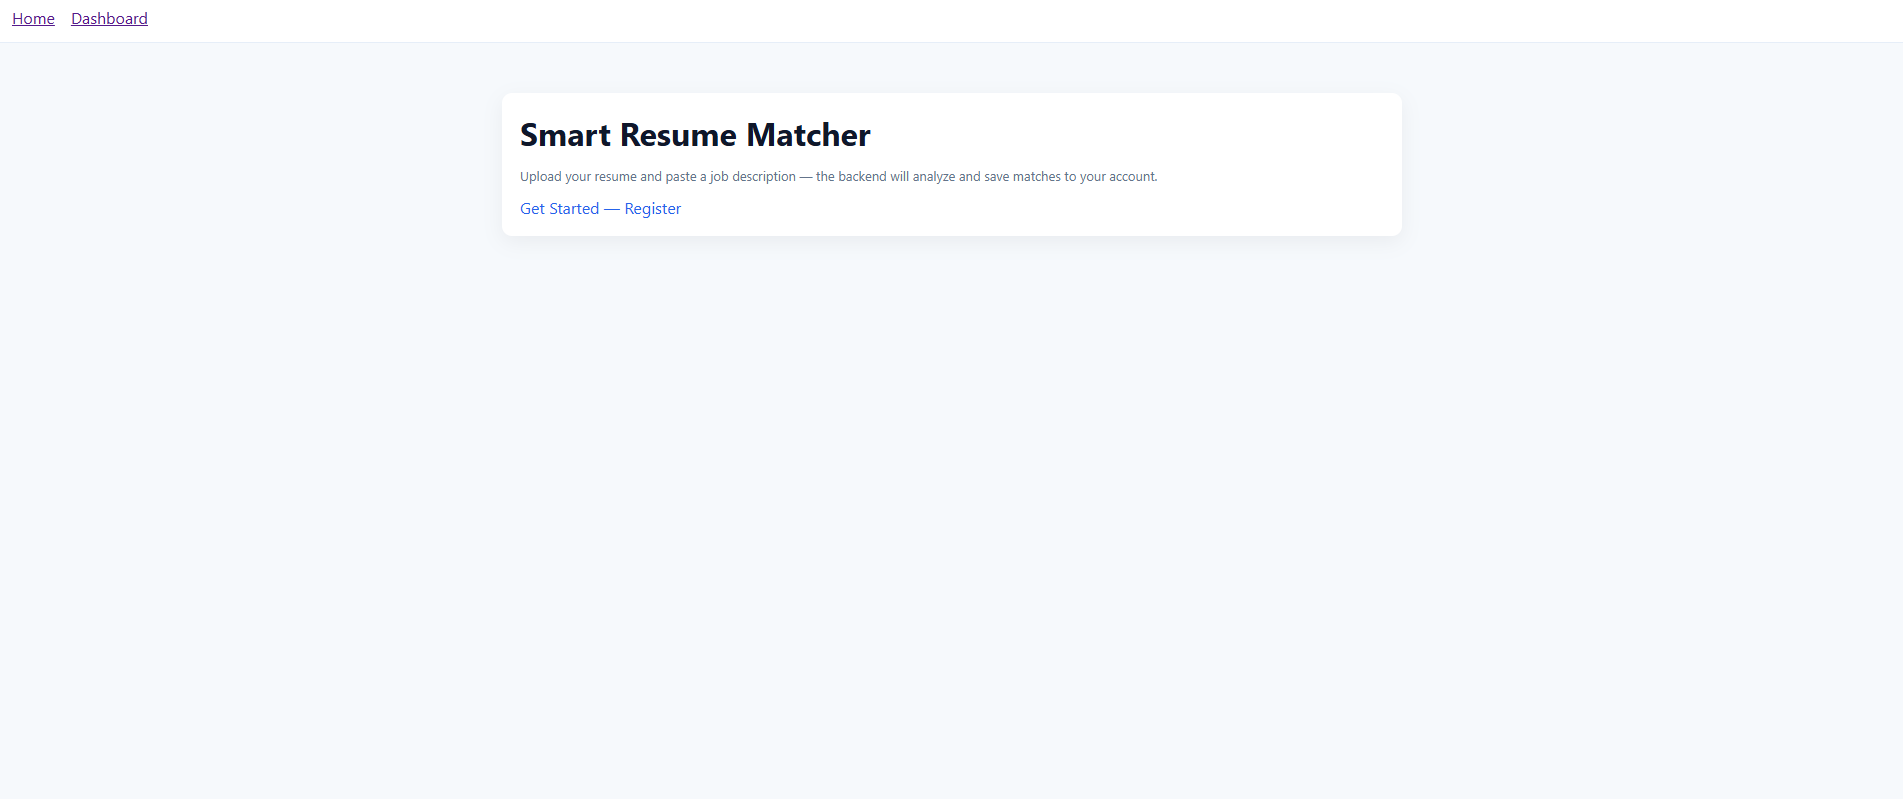 Home Dashboard
Smart Resume Matcher
Upload your resume and paste a job description — the backend will analyze and save matches to your account.
Get Started — Register